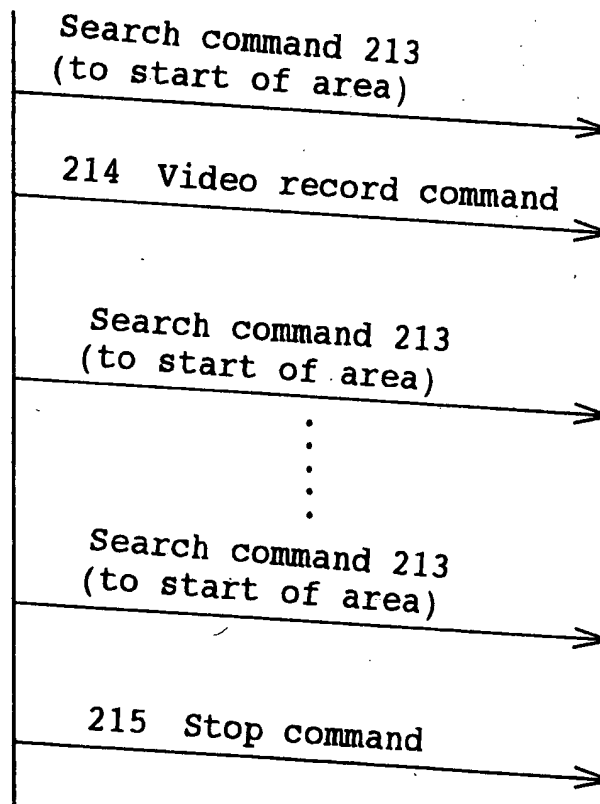 Search command 213
(to start of area)
214 Video record command
Search command 213
(to start of area)
Search command 213
(to start of area)
215 Stop command